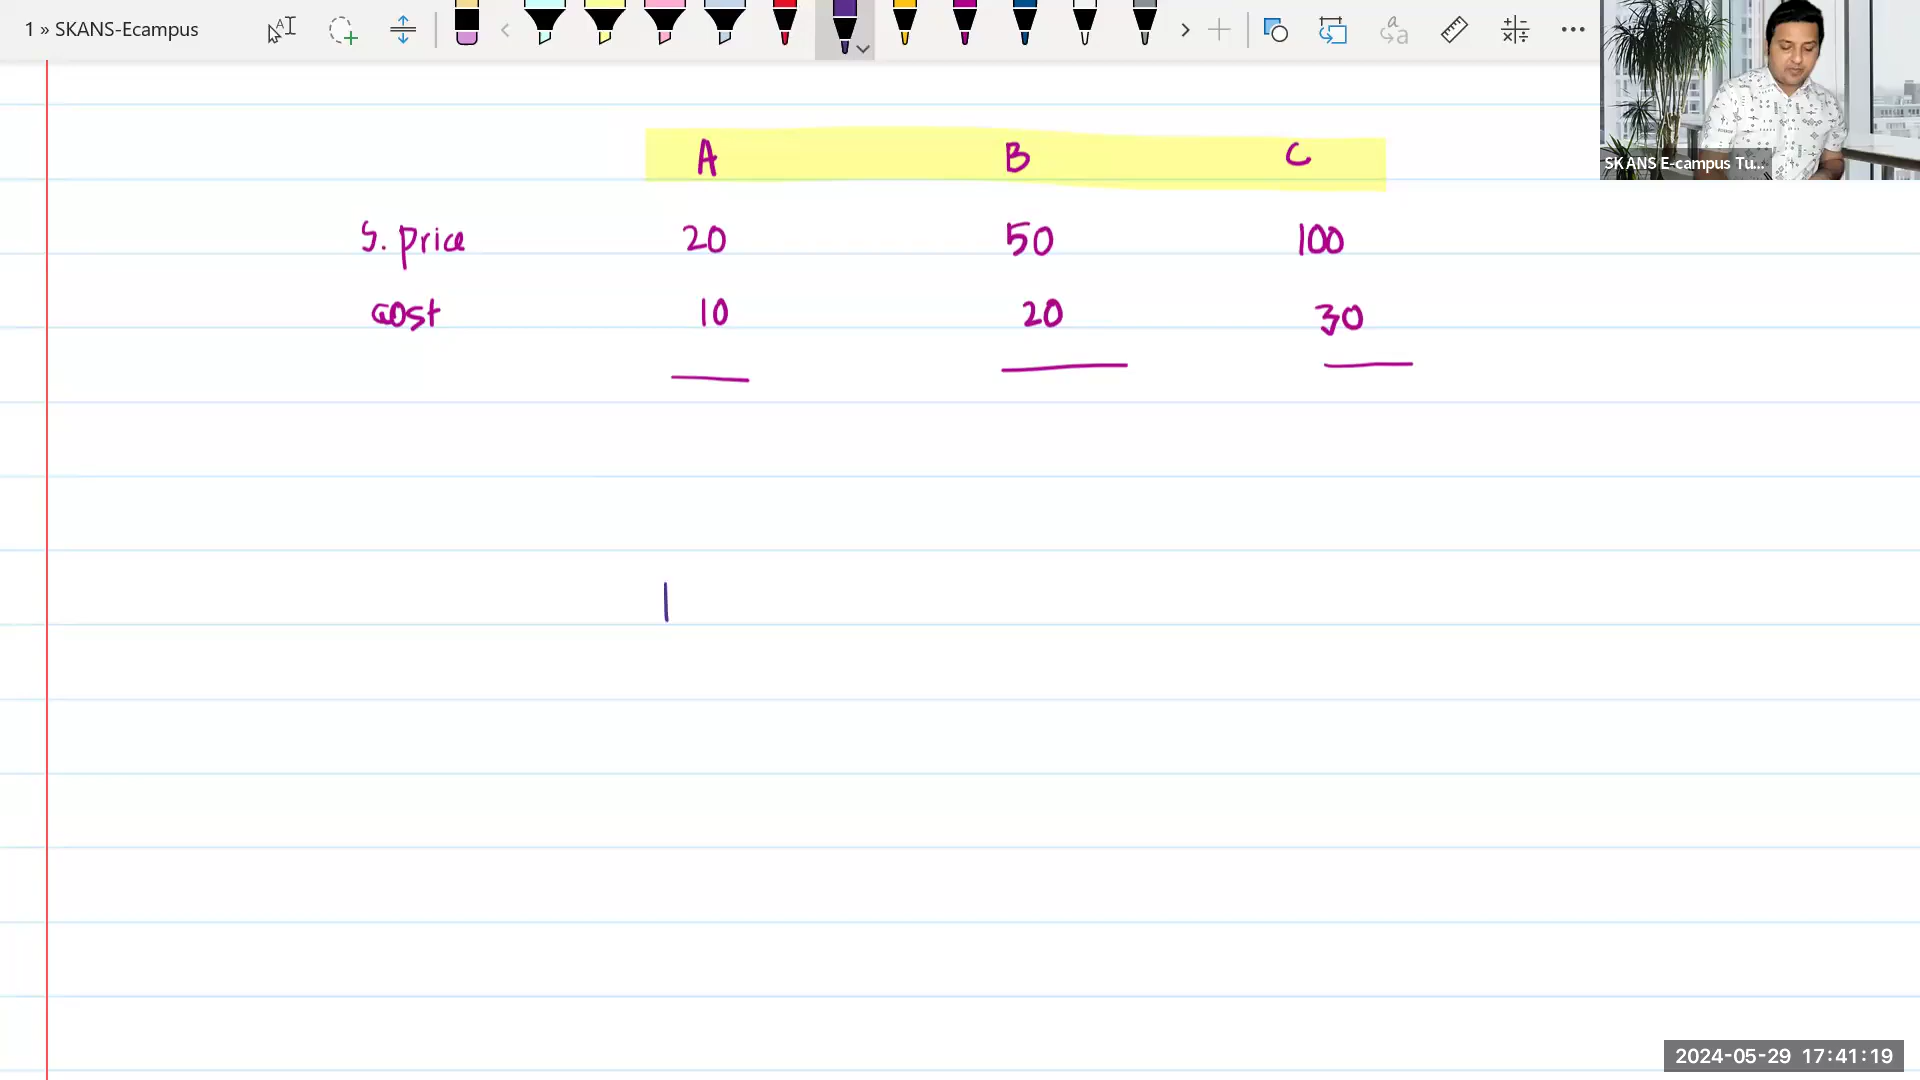 1 » SKANS-Ecampus
SKANS E-campus Tu...
A B C
S. price 20 50 100
cost 10 20 30
2024-05-29 17:41:19